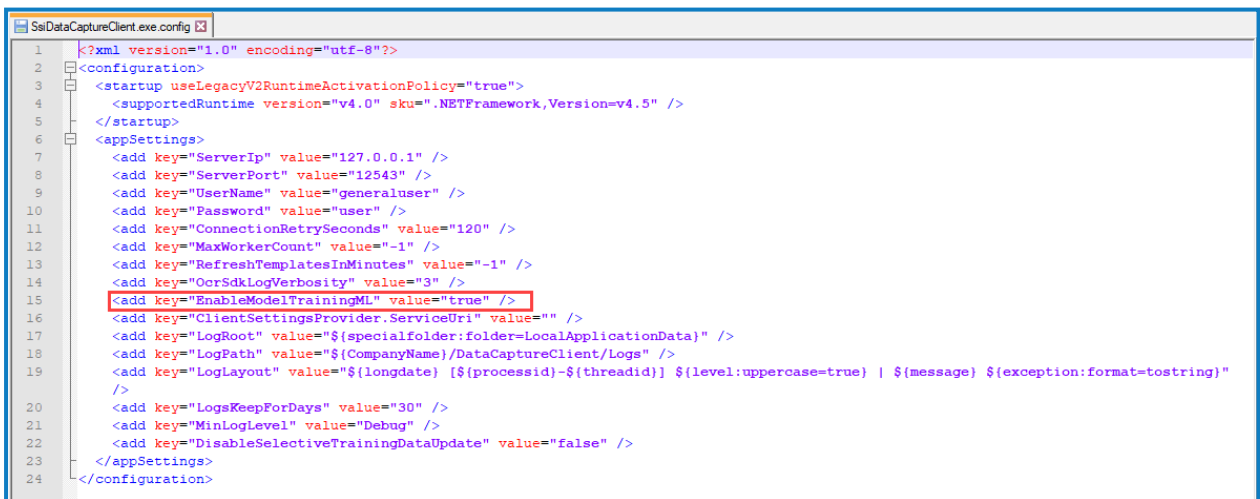 SsiDataCaptureClient.exe.config
1 <?xml version="1.0" encoding="utf-8"?>
2 <configuration>
3 <startup useLegacyV2RuntimeActivationPolicy="true">
4 <supportedRuntime version="v4.0" sku=".NETFramework,Version=v4.5" />
5 </startup>
6 <appSettings>
7 <add key="ServerIp" value="127.0.0.1" />
8 <add key="ServerPort" value="12543" />
9 <add key="UserName" value="generaluser" />
10 <add key="Password" value="user" />
11 <add key="ConnectionRetrySeconds" value="120" />
12 <add key="MaxWorkerCount" value="-1" />
13 <add key="RefreshTemplatesInMinutes" value="-1" />
14 <add key="OcrSdkLogVerbosity" value="3" />
15 <add key="EnableModelTrainingML" value="true" />
16 <add key="ClientSettingsProvider.ServiceUri" value="" />
17 <add key="LogRoot" value="${specialfolder:folder=LocalApplicationData}" />
18 <add key="LogPath" value="${CompanyName}/DataCaptureClient/Logs" />
19 <add key="LogLayout" value="${longdate} [${processid}-${threadid}] ${level:uppercase=true} | ${message} ${exception:format=tostring}"
/>
20 <add key="LogsKeepForDays" value="30" />
21 <add key="MinLogLevel" value="Debug" />
22 <add key="DisableSelectiveTrainingDataUpdate" value="false" />
23 </appSettings>
24 </configuration>